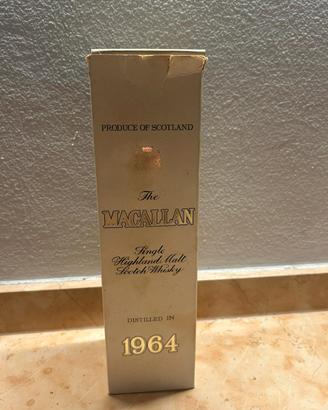 PRODUCE OF SCOTLAND
The
MACALLAN
Single
Highland Malt
Scotch Whisky
DISTILLED IN
1964